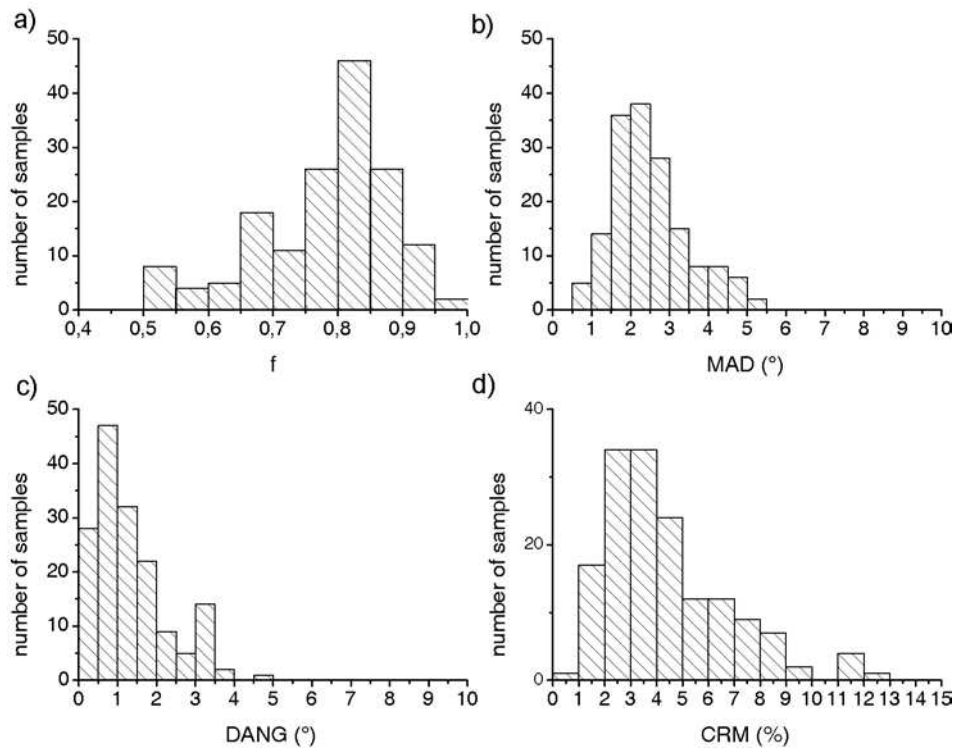 a)
number of samples
50
40
30
20
10
0
0,4 0,5 0,6 0,7 0,8 0,9 1,0
f
b)
number of samples
50
40
30
20
10
0
0 1 2 3 4 5 6 7 8 9 10
MAD (°)
c)
number of samples
50
40
30
20
10
0
0 1 2 3 4 5 6 7 8 9 10
DANG (°)
d)
number of samples
40
20
0
0 1 2 3 4 5 6 7 8 9 10 11 12 13 14 15
CRM (%)